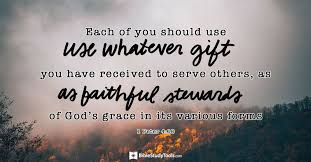 Each of you should use
use whatever gift
you have received to serve others, as
as faithful stewards
of God's grace in its various forms
1 Peter 4:10
BIBLESTUDYTOOLS.com